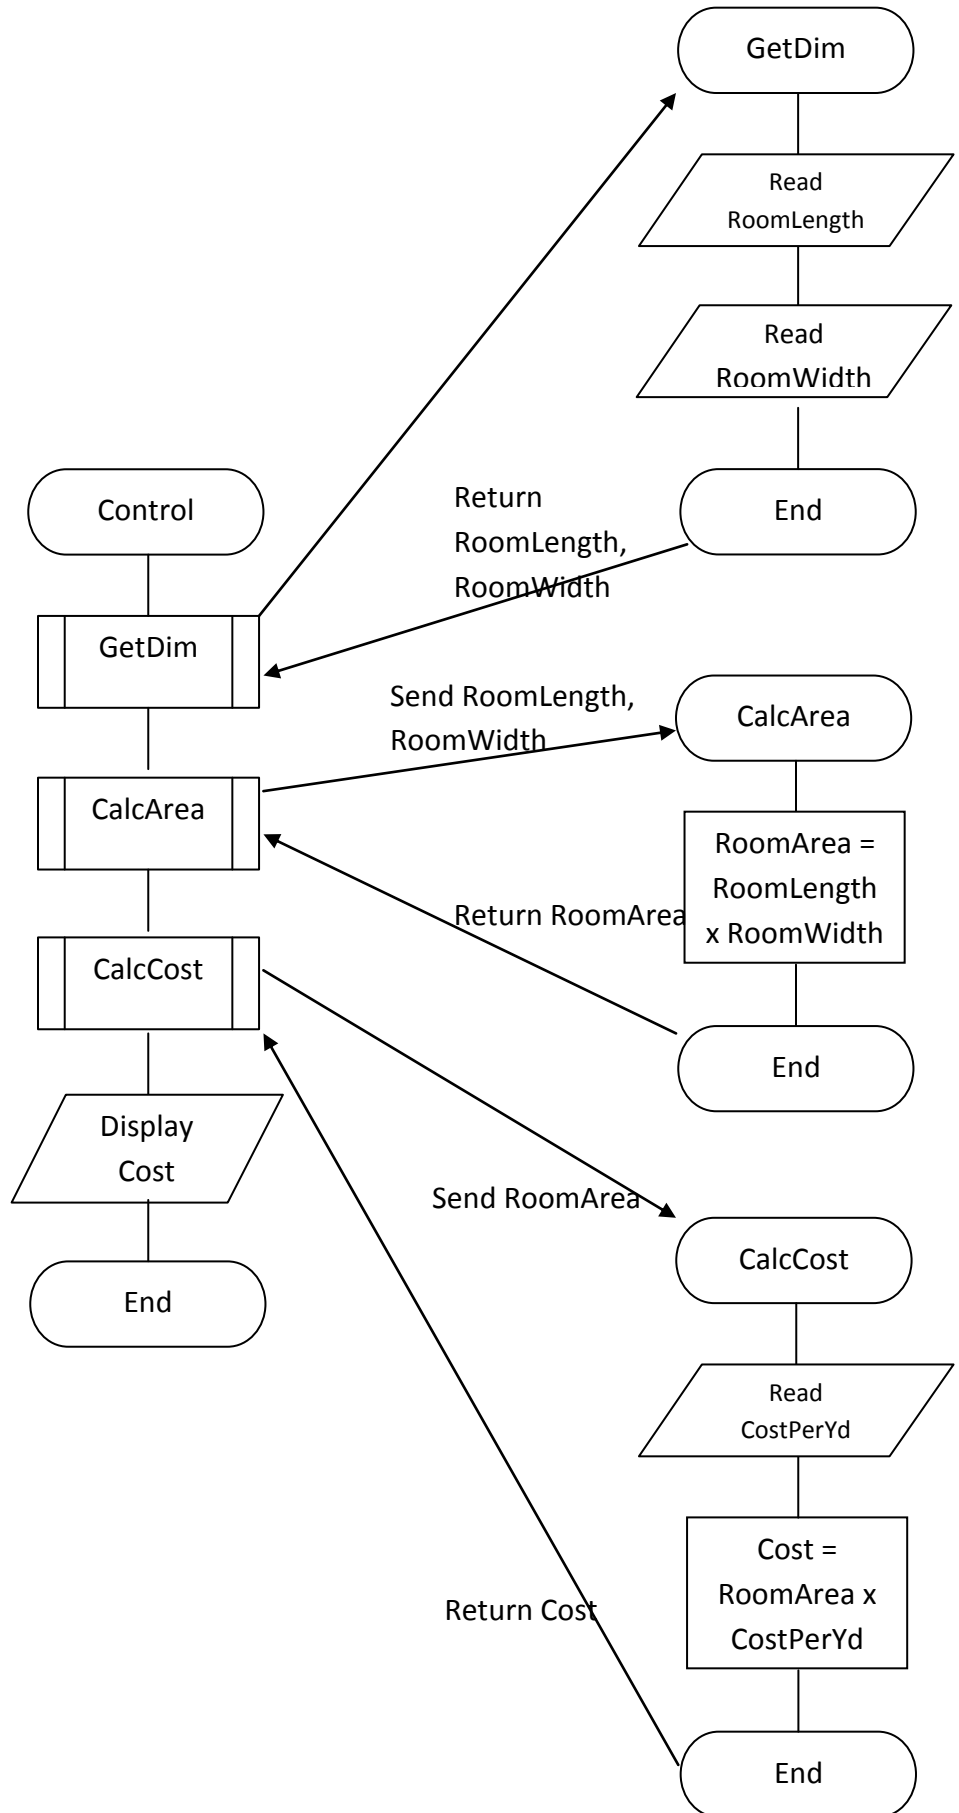 GetDim
Read
RoomLength
Read
RoomWidth
End
Return
RoomLength,
RoomWidth
Control
GetDim
CalcArea
CalcCost
Display
Cost
End
Send RoomLength,
RoomWidth
CalcArea
RoomArea =
RoomLength
x RoomWidth
End
Return RoomArea
Send RoomArea
CalcCost
Read
CostPerYd
Cost =
RoomArea x
CostPerYd
End
Return Cost